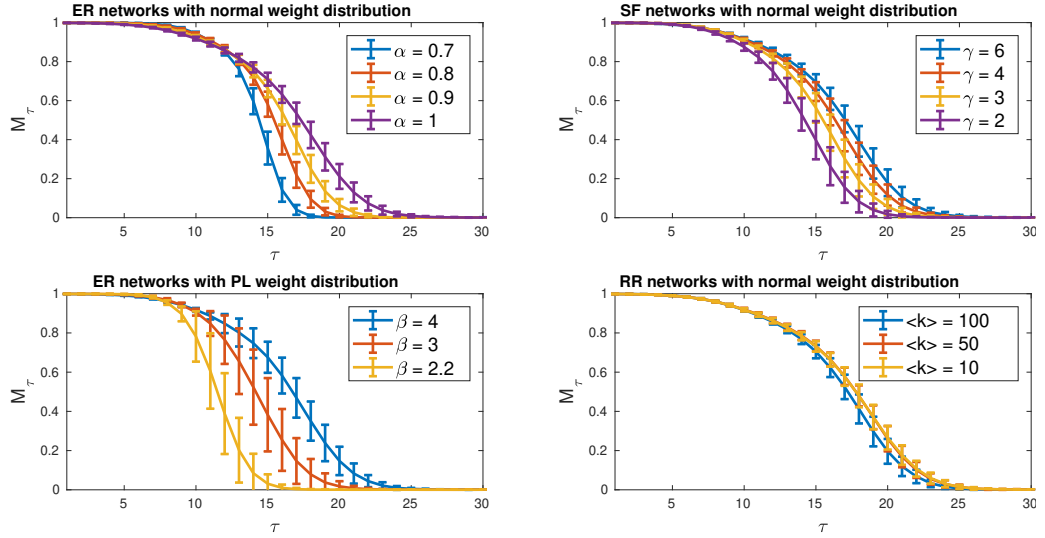 ER networks with normal weight distribution
1
0.8
0.6
0.4
0.2
0
M_τ
5 10 15 20 25 30
τ
α = 0.7
α = 0.8
α = 0.9
α = 1
SF networks with normal weight distribution
1
0.8
0.6
0.4
0.2
0
M_τ
5 10 15 20 25 30
τ
γ = 6
γ = 4
γ = 3
γ = 2
ER networks with PL weight distribution
1
0.8
0.6
0.4
0.2
0
M_τ
5 10 15 20 25 30
τ
β = 4
β = 3
β = 2.2
RR networks with normal weight distribution
1
0.8
0.6
0.4
0.2
0
M_τ
5 10 15 20 25 30
τ
<k> = 100
<k> = 50
<k> = 10